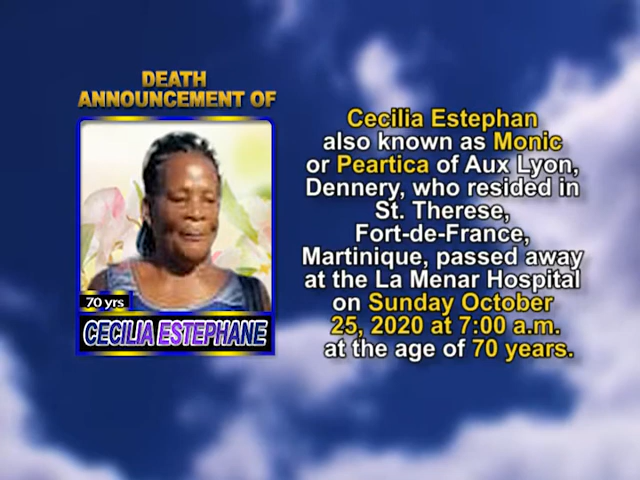 DEATH
ANNOUNCEMENT OF
70 yrs
CECILIA ESTEPHANE
Cecilia Estephan
also known as Monic
or Peartica of Aux Lyon,
Dennery, who resided in
St. Therese,
Fort-de-France,
Martinique, passed away
at the La Menar Hospital
on Sunday October
25, 2020 at 7:00 a.m.
at the age of 70 years.